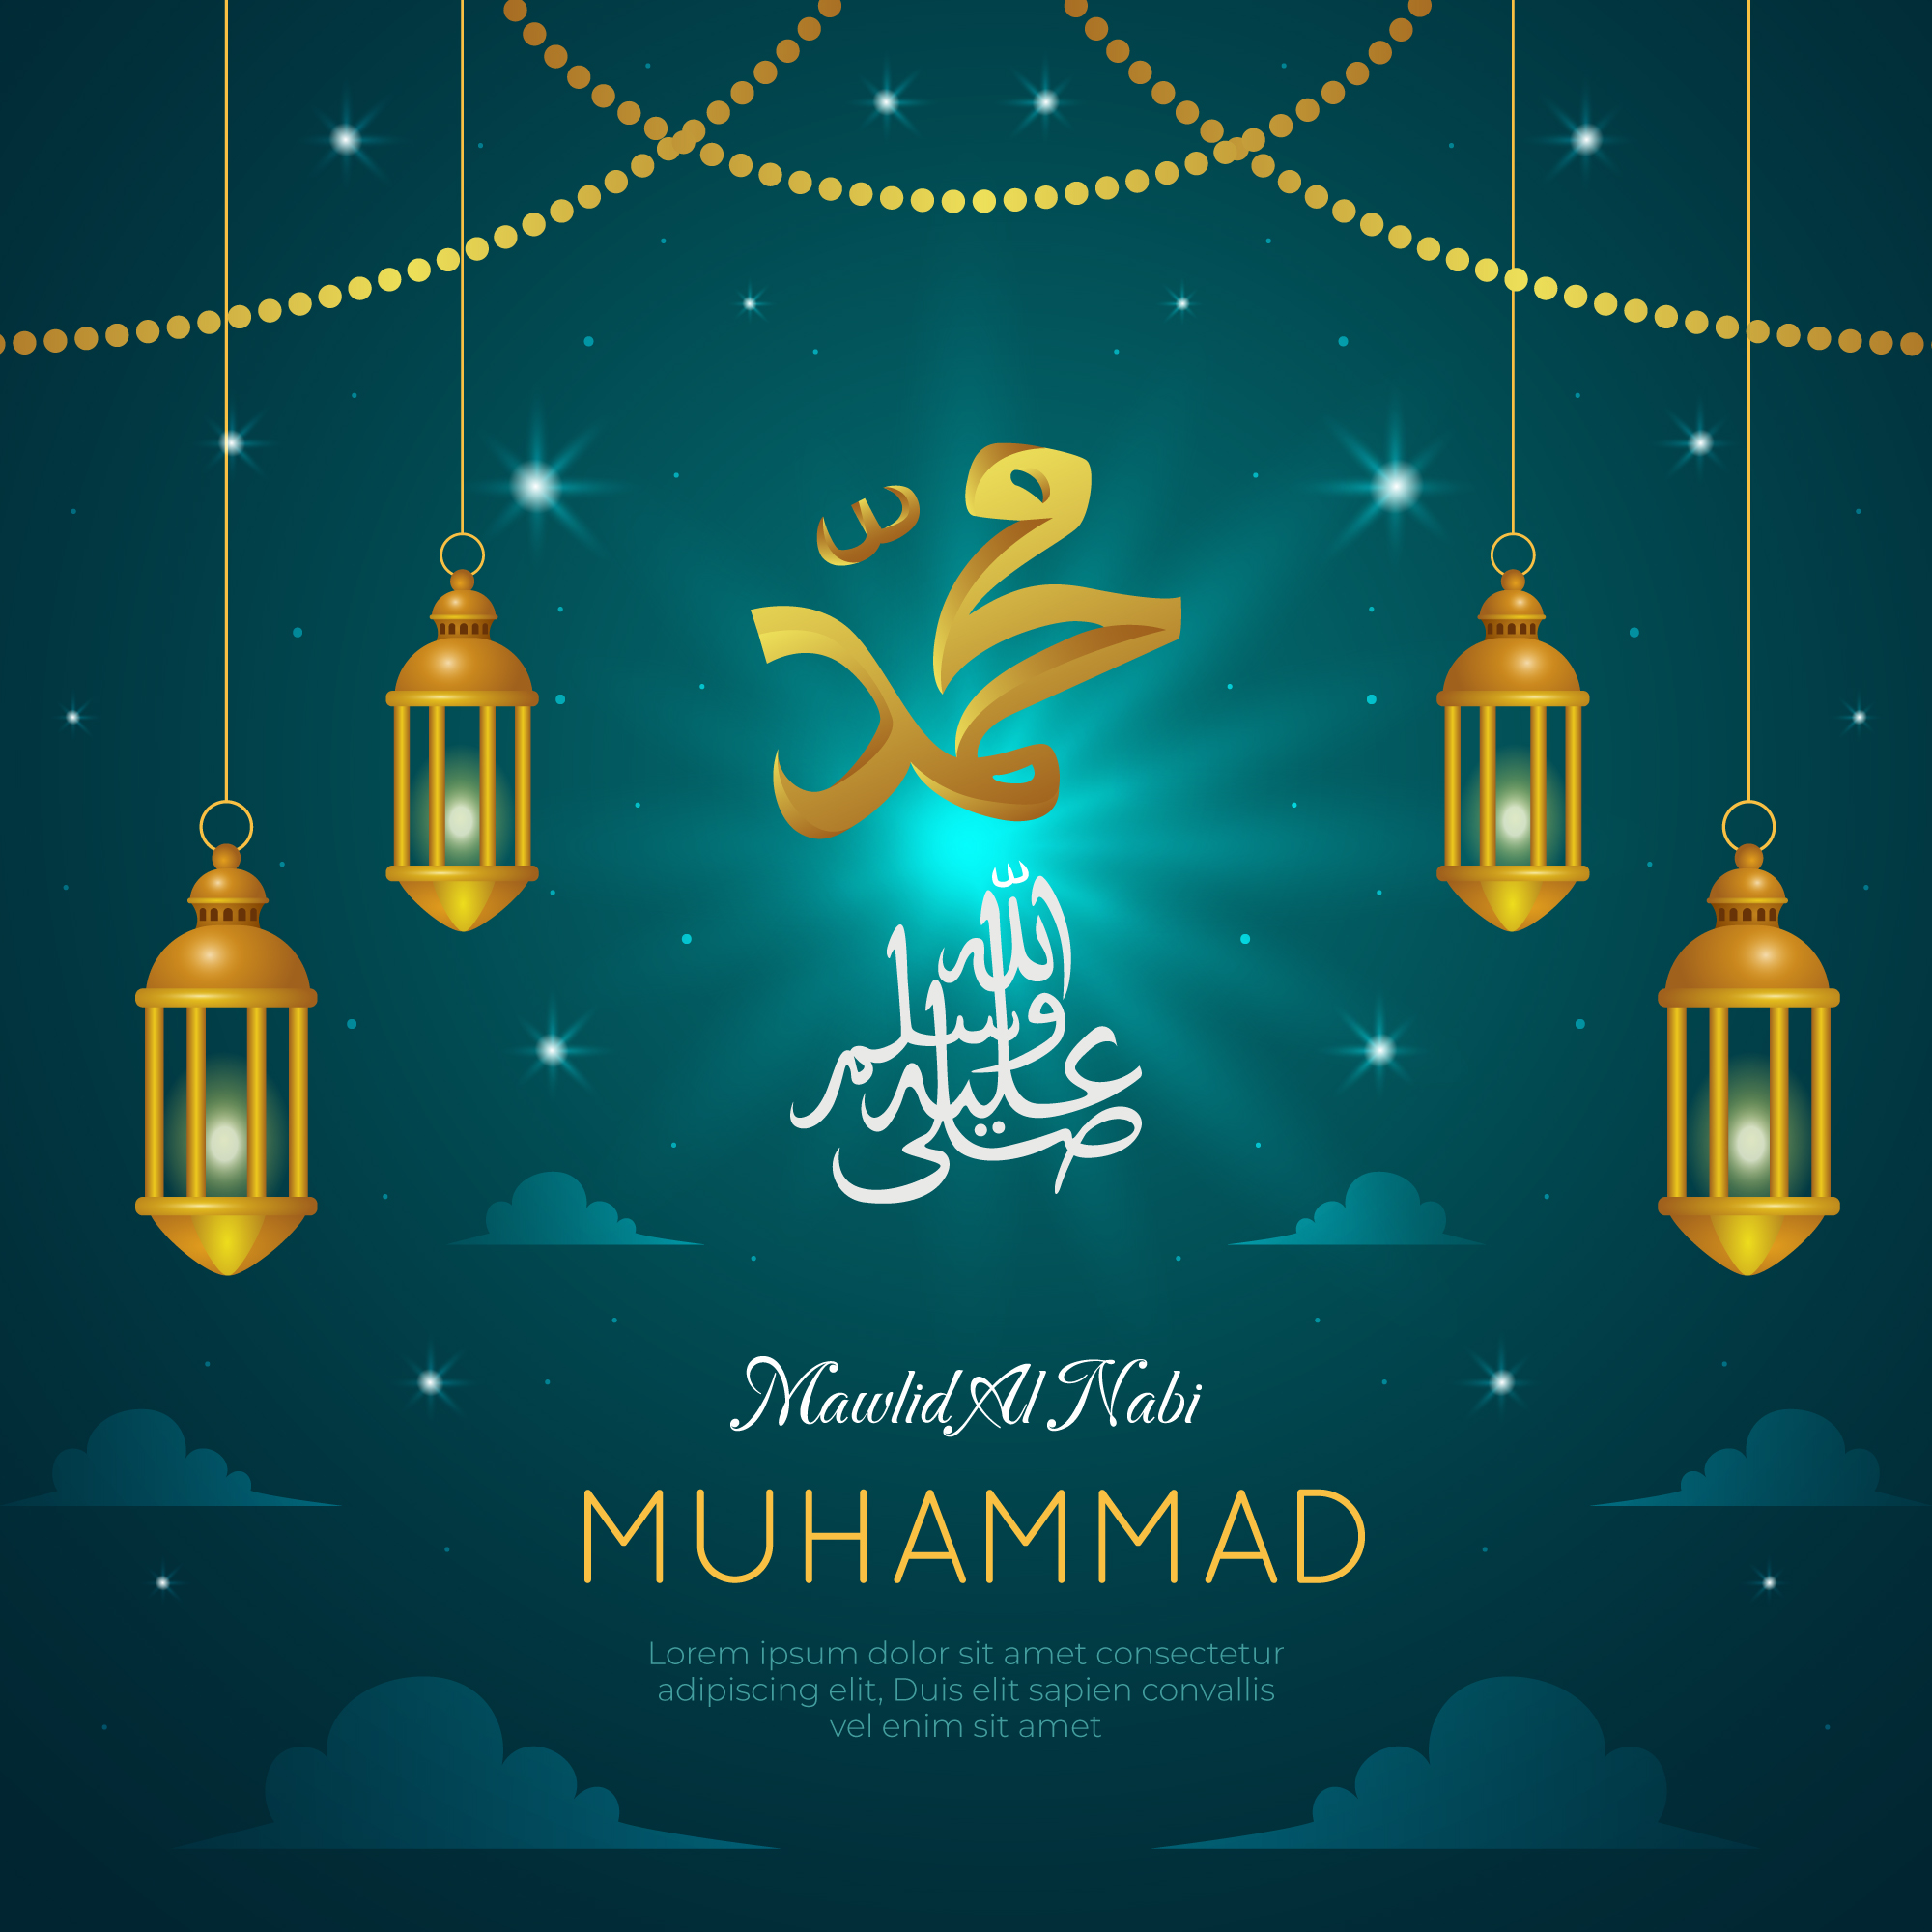 محمد
صلى الله عليه وسلم
Mawlid Al Nabi
MUHAMMAD
Lorem ipsum dolor sit amet consectetur
adipiscing elit, Duis elit sapien convallis
vel enim sit amet